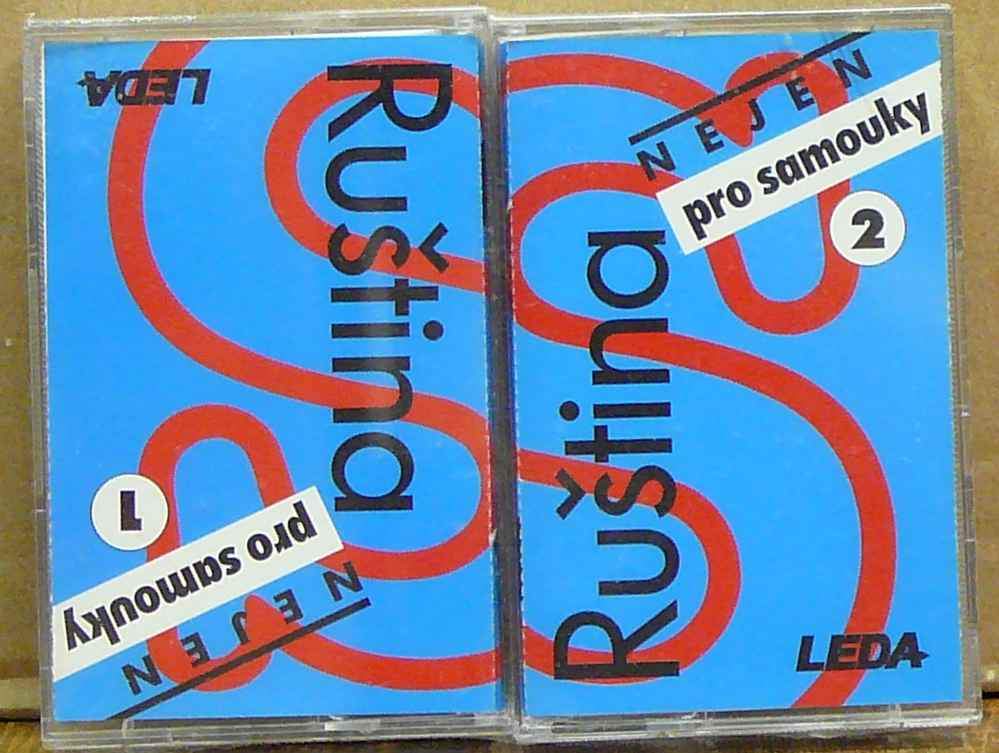 LEDA
Ruština
1
NEJEN
pro samouky
NEJEN
pro samouky
2
Ruština
LEDA